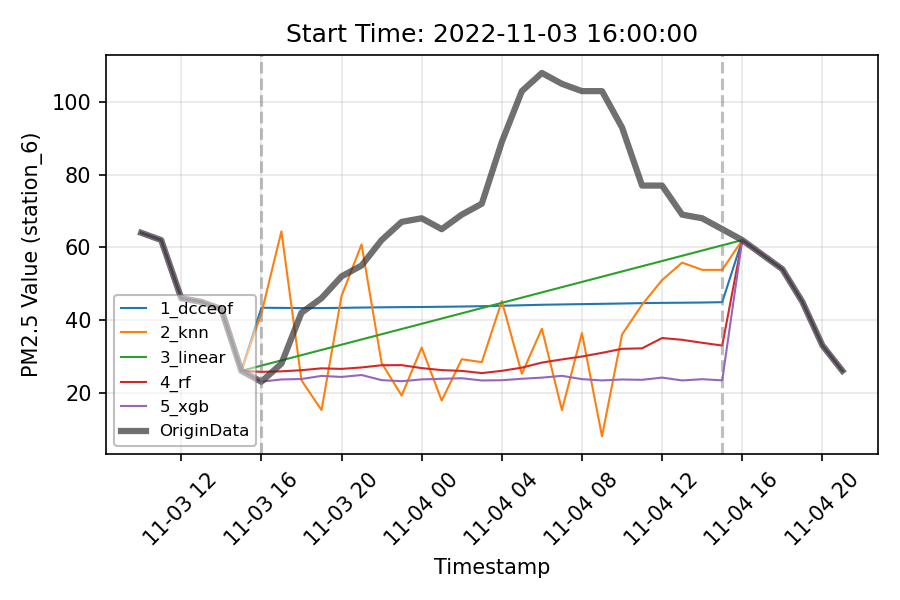 Start Time: 2022-11-03 16:00:00
PM2.5 Value (station_6)
100
80
60
40
20
1_dcceof
2_knn
3_linear
4_rf
5_xgb
OriginData
11-03 12
11-03 16
11-03 20
11-04 00
11-04 04
11-04 08
11-04 12
11-04 16
11-04 20
Timestamp